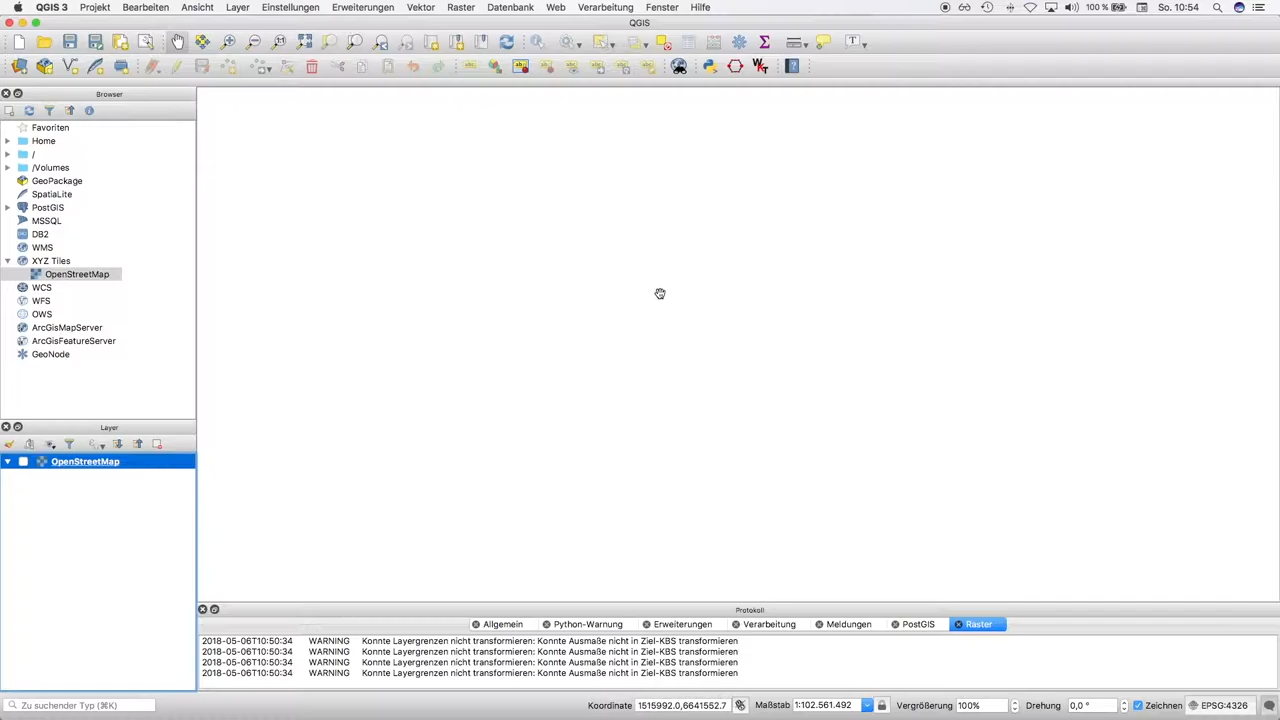 QGIS 3 Projekt Bearbeiten Ansicht Layer Einstellungen Erweiterungen Vektor Raster Datenbank Web Verarbeitung Fenster Hilfe 100 % So. 10:54
QGIS
Browser
Favoriten
Home
/
/Volumes
GeoPackage
SpatiaLite
PostGIS
MSSQL
DB2
WMS
XYZ Tiles
OpenStreetMap
WCS
WFS
OWS
ArcGisMapServer
ArcGisFeatureServer
GeoNode
Layer
OpenStreetMap
Protokoll
Allgemein Python-Warnung Erweiterungen Verarbeitung Meldungen PostGIS Raster
2018-05-06T10:50:34 WARNING Konnte Layergrenzen nicht transformieren: Konnte Ausmaße nicht in Ziel-KBS transformieren
2018-05-06T10:50:34 WARNING Konnte Layergrenzen nicht transformieren: Konnte Ausmaße nicht in Ziel-KBS transformieren
2018-05-06T10:50:34 WARNING Konnte Layergrenzen nicht transformieren: Konnte Ausmaße nicht in Ziel-KBS transformieren
2018-05-06T10:50:34 WARNING Konnte Layergrenzen nicht transformieren: Konnte Ausmaße nicht in Ziel-KBS transformieren
Zu suchender Typ (⌘K) Koordinate 1515992.0,6641552.7 Maßstab 1:102.561.492 Vergrößerung 100% Drehung 0,0 ° Zeichnen EPSG:4326